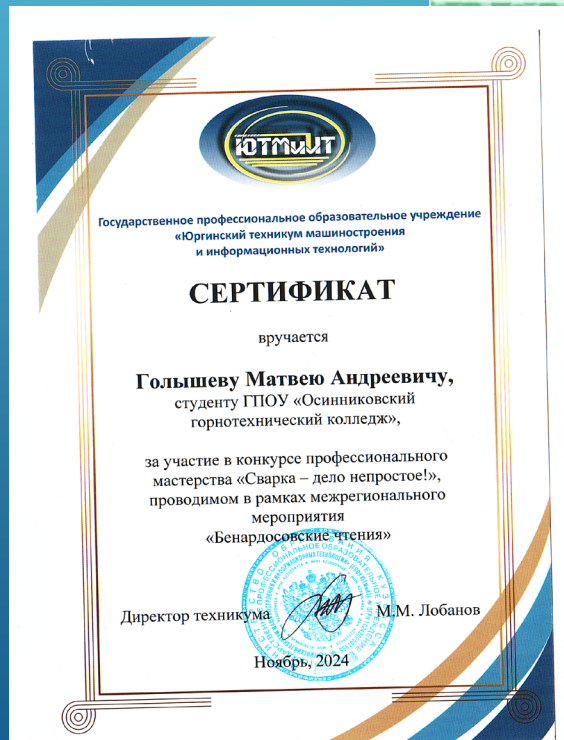 ЮТМиИТ
Государственное профессиональное образовательное учреждение
«Юргинский техникум машиностроения
и информационных технологий»
СЕРТИФИКАТ
вручается
Голышеву Матвею Андреевичу,
студенту ГПОУ «Осинниковский
горнотехнический колледж»,
за участие в конкурсе профессионального
мастерства «Сварка – дело непростое!»,
проводимом в рамках межрегионального
мероприятия
«Бенардосовские чтения»
Директор техникума М.М. Лобанов
Ноябрь, 2024